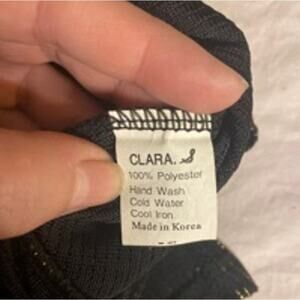 CLARA.
100% Polyester
Hand Wash
Cold Water
Cool Iron
Made in Korea